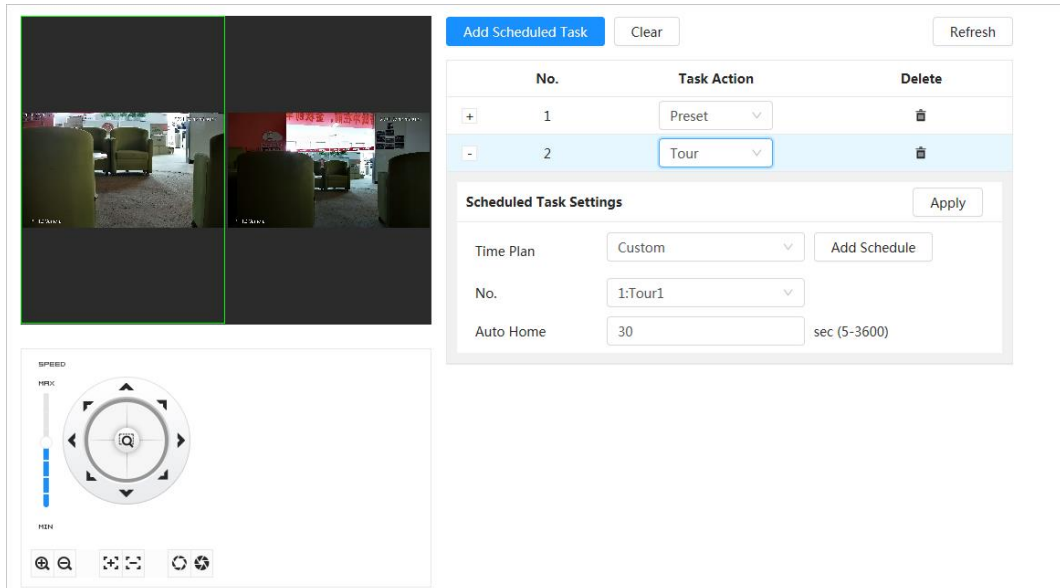 Add Scheduled Task Clear Refresh
No. Task Action Delete
+ 1 Preset
- 2 Tour
Scheduled Task Settings Apply
Time Plan Custom Add Schedule
No. 1:Tour1
Auto Home 30 sec (5-3600)
SPEED
MAX
MIN